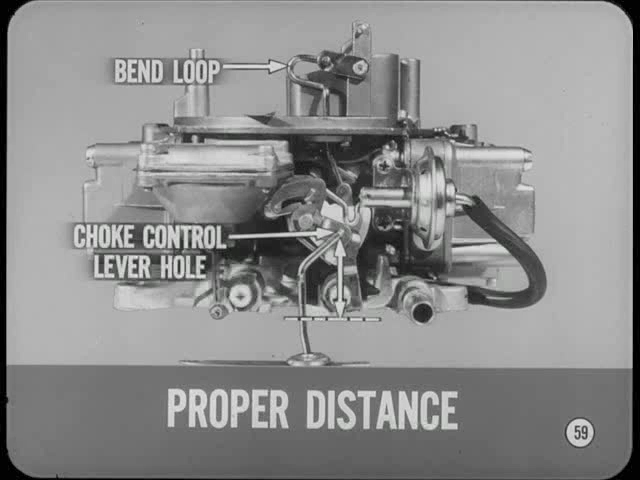 BEND LOOP
CHOKE CONTROL
LEVER HOLE
PROPER DISTANCE
59